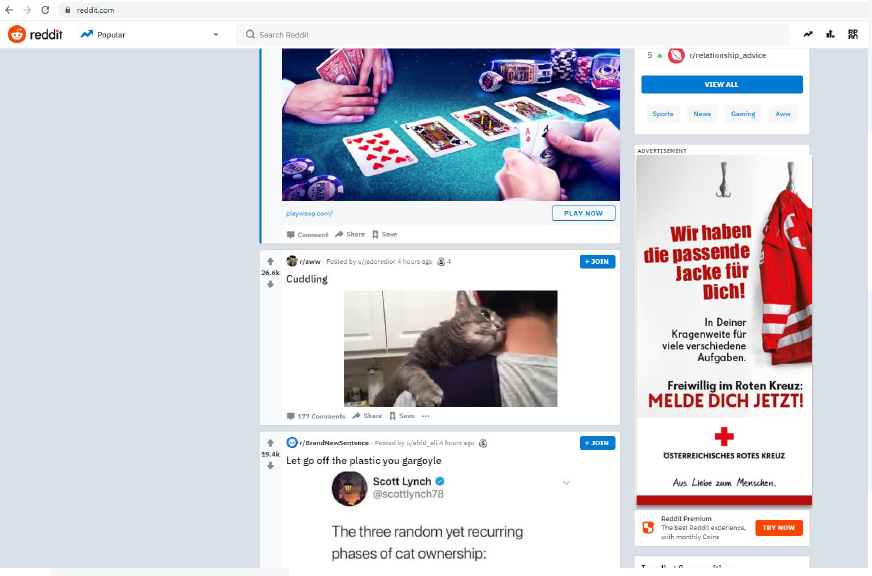 reddit.com
reddit
Popular
Search Reddit
playwsop.com/
PLAY NOW
Comment Share Save
r/aww · Posted by u/jadoredior 4 hours ago 4
+ JOIN
26.6k
Cuddling
177 Comments Share Save ...
r/BrandNewSentence · Posted by u/afrid_ali 4 hours ago
+ JOIN
19.4k
Let go off the plastic you gargoyle
Scott Lynch
@scottlynch78
The three random yet recurring
phases of cat ownership:
5 r/relationship_advice
VIEW ALL
Sports News Gaming Aww
ADVERTISEMENT
Wir haben
die passende
Jacke für
Dich!
In Deiner
Kragenweite für
viele verschiedene
Aufgaben.
Freiwillig im Roten Kreuz:
MELDE DICH JETZT!
ÖSTERREICHISCHES ROTES KREUZ
Aus Liebe zum Menschen.
Reddit Premium
The best Reddit experience,
with monthly Coins
TRY NOW